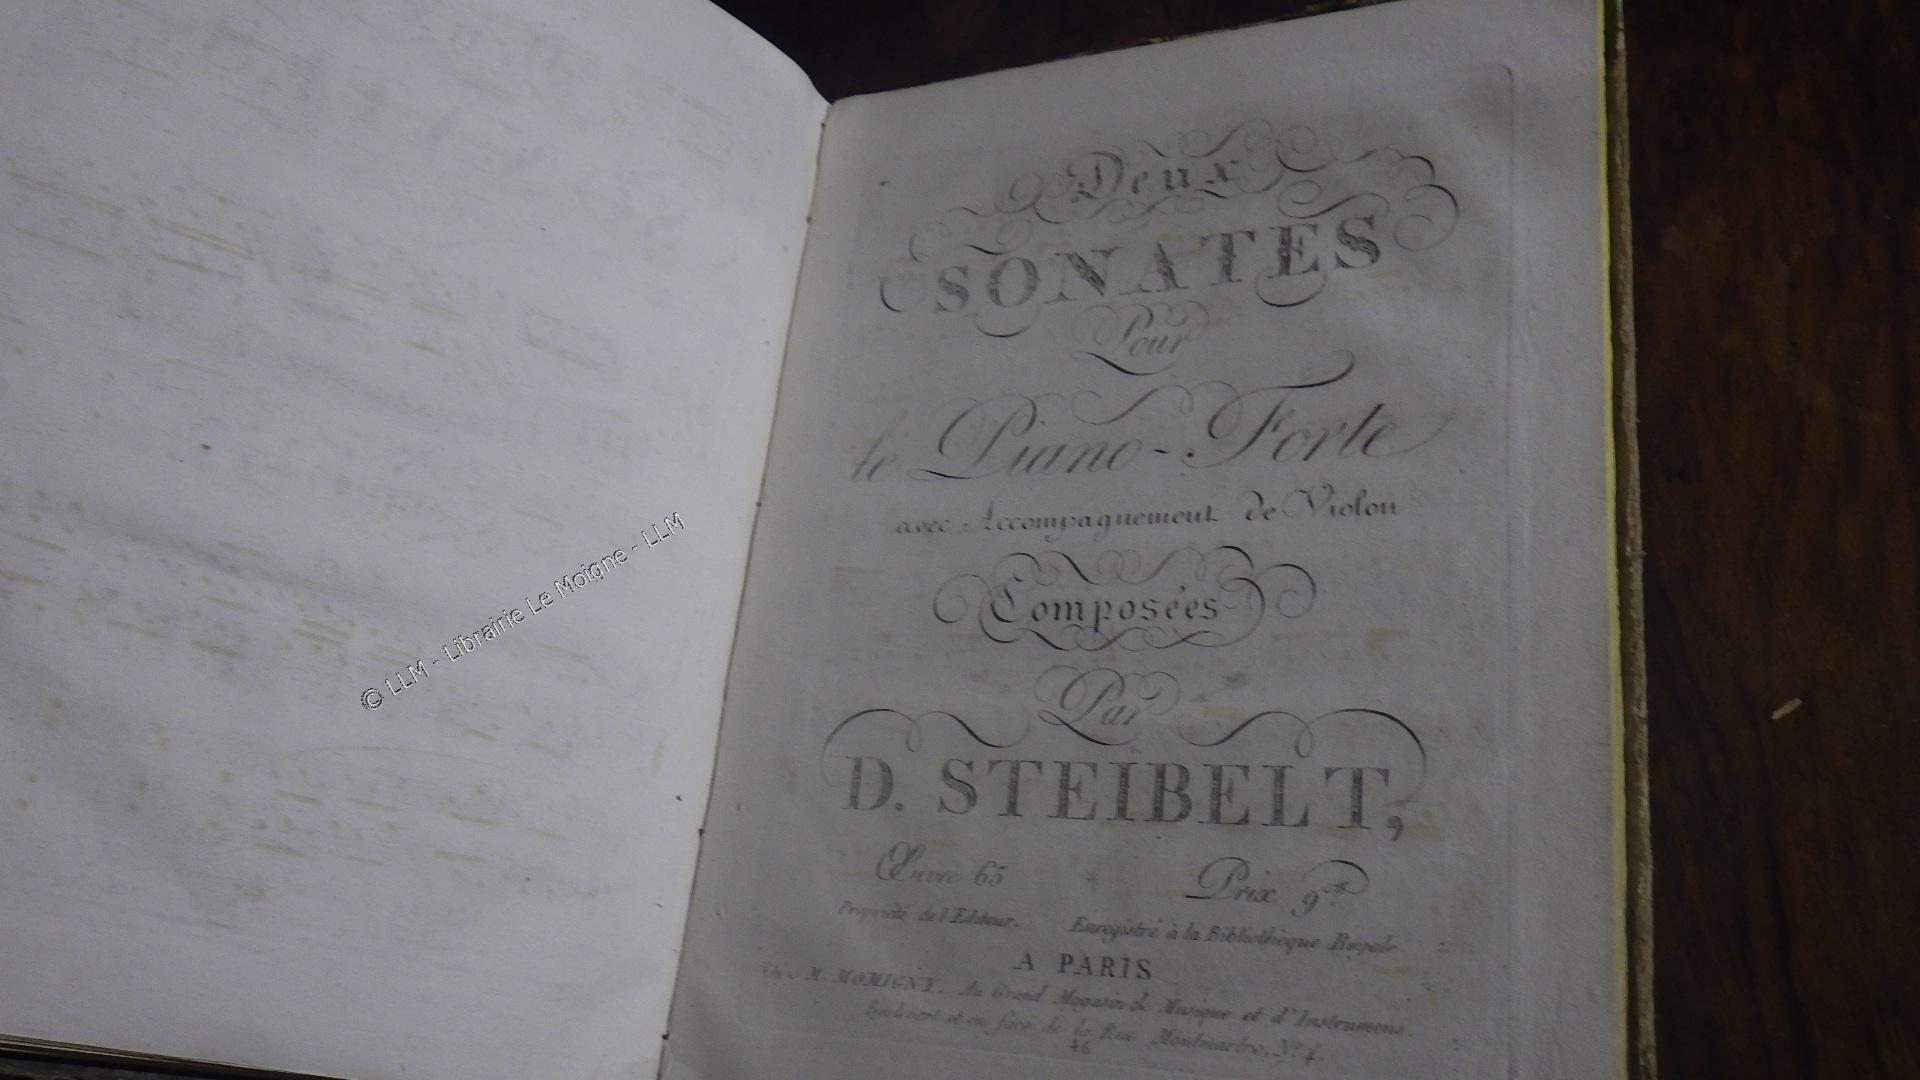 Deux
SONATES
Pour
le Piano-Forte
avec Accompagnement de Violon
Composées
Par
D. STEIBELT,
Œuvre 65 * Prix 9.tt
Propriété de l'Editeur. Enregistré à la Bibliothèque Royale
A PARIS
Chez M. MOMIGNY, Au Grand Magasin de Musique et d'Instrumens.
Boulevart et en face de la Rue Montmartre. N.º
46
© LLM - Librairie Le Moigne - LLM